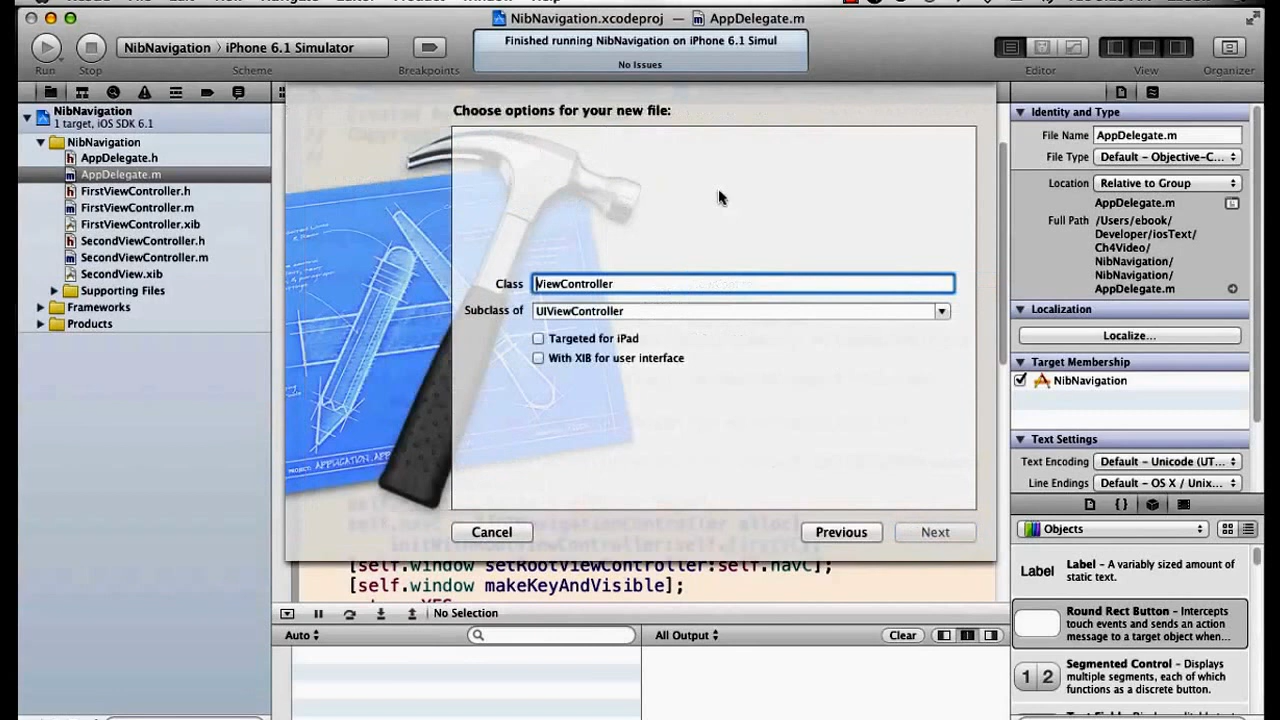 NibNavigation.xcodeproj — AppDelegate.m
Run
Stop
NibNavigation 〉 iPhone 6.1 Simulator
Scheme
Breakpoints
Finished running NibNavigation on iPhone 6.1 Simul
No Issues
Editor
View
Organizer
NibNavigation
1 target, iOS SDK 6.1
NibNavigation
AppDelegate.h
AppDelegate.m
FirstViewController.h
FirstViewController.m
FirstViewController.xib
SecondViewController.h
SecondViewController.m
SecondView.xib
Supporting Files
Frameworks
Products
Choose options for your new file:
Class ViewController
Subclass of UIViewController
Targeted for iPad
With XIB for user interface
Cancel
Previous
Next
[self.window setRootViewController:self.navC];
[self.window makeKeyAndVisible];
No Selection
Auto
All Output
Clear
Identity and Type
File Name AppDelegate.m
File Type Default - Objective-C...
Location Relative to Group
AppDelegate.m
Full Path /Users/ebook/
Developer/iosText/
Ch4Video/
NibNavigation/
NibNavigation/
AppDelegate.m
Localization
Localize...
Target Membership
NibNavigation
Text Settings
Text Encoding Default - Unicode (UT...
Line Endings Default - OS X / Unix...
Objects
Label
Label - A variably sized amount of
static text.
Round Rect Button - Intercepts
touch events and sends an action
message to a target object when...
1 2
Segmented Control - Displays
multiple segments, each of which
functions as a discrete button.